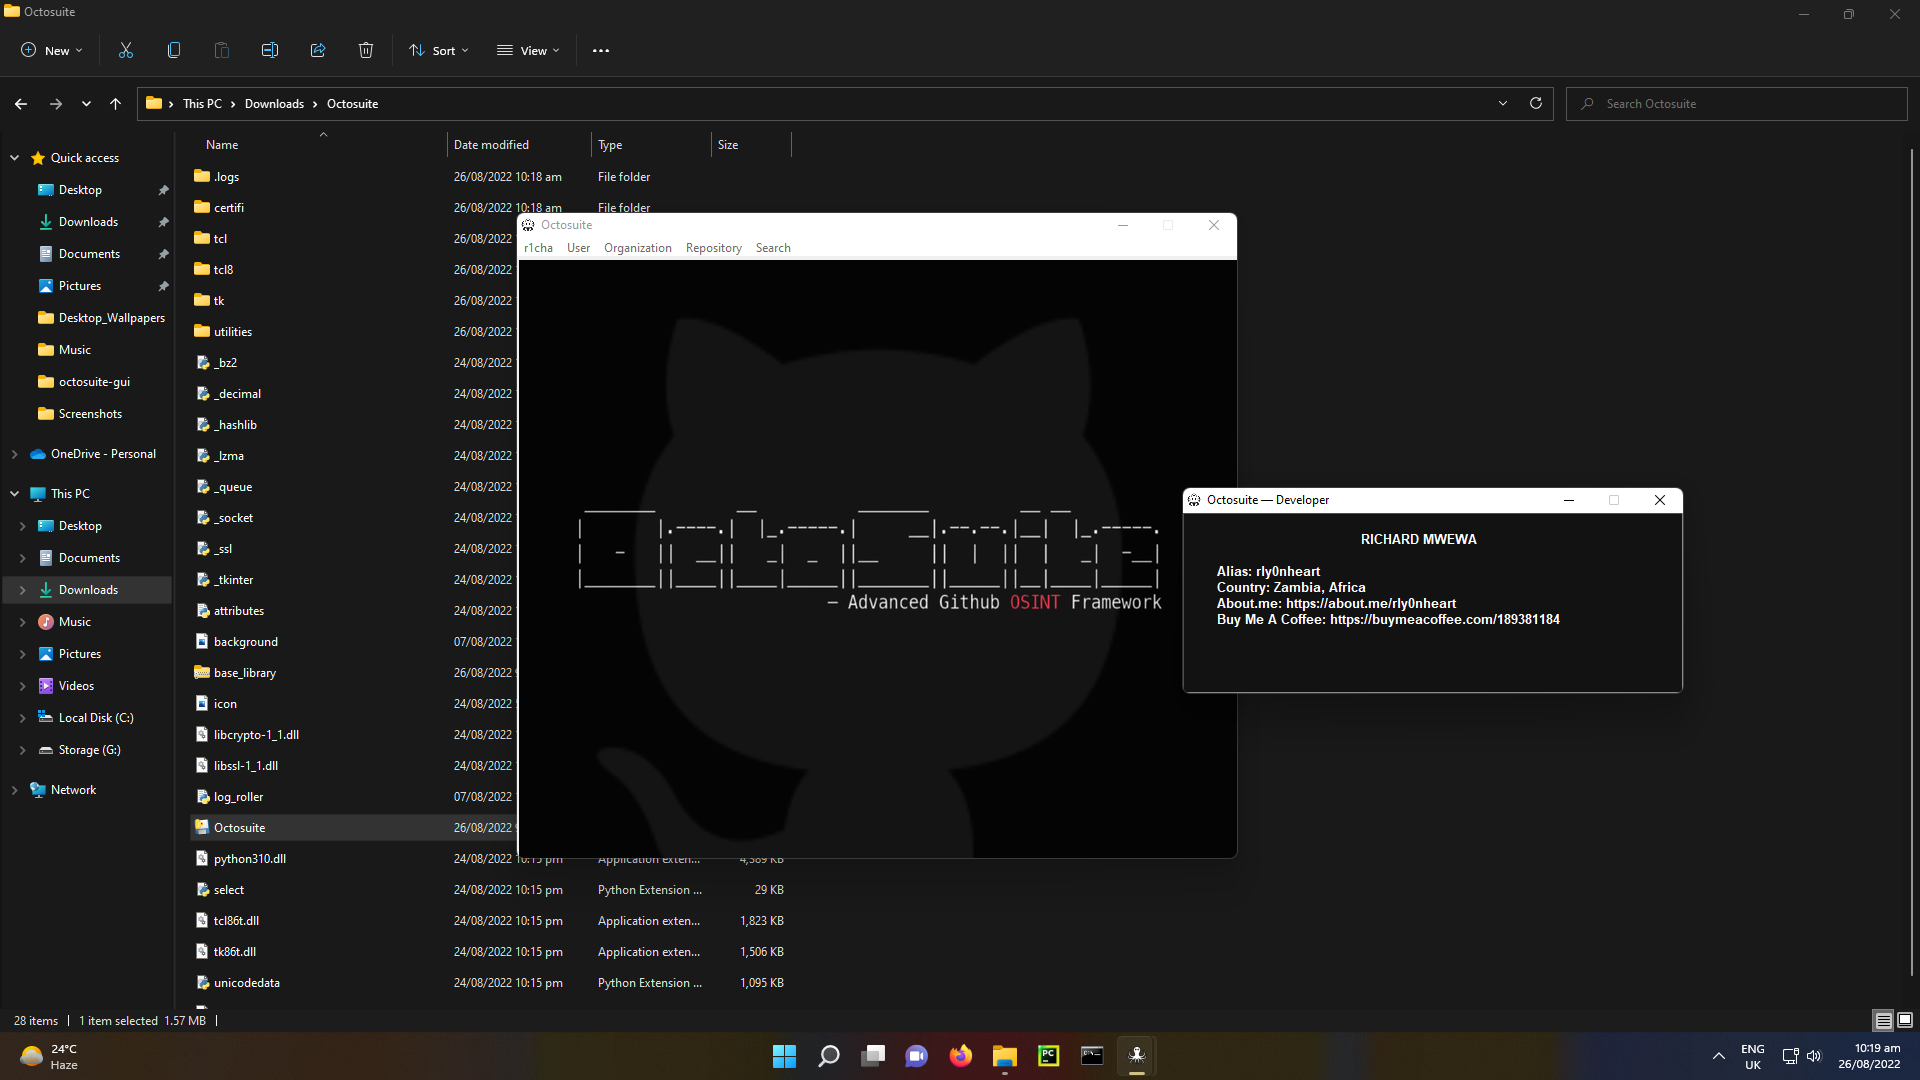 Octosuite
New
Sort
View
This PC
Downloads
Octosuite
Search Octosuite
Name
Date modified
Type
Size
Quick access
Desktop
Downloads
Documents
Pictures
Desktop_Wallpapers
Music
octosuite-gui
Screenshots
OneDrive - Personal
This PC
Desktop
Documents
Downloads
Music
Pictures
Videos
Local Disk (C:)
Storage (G:)
Network
.logs 26/08/2022 10:18 am File folder
certifi 26/08/2022 10:18 am File folder
tcl 26/08/2022
tcl8 26/08/2022
tk 26/08/2022
utilities 26/08/2022
_bz2 24/08/2022
_decimal 24/08/2022
_hashlib 24/08/2022
_lzma 24/08/2022
_queue 24/08/2022
_socket 24/08/2022
_ssl 24/08/2022
_tkinter 24/08/2022
attributes 24/08/2022
background 07/08/2022
base_library 26/08/2022
icon 24/08/2022
libcrypto-1_1.dll 24/08/2022
libssl-1_1.dll 24/08/2022
log_roller 07/08/2022
Octosuite 26/08/2022
python310.dll 24/08/2022 10:15 pm Application exten... 4,389 KB
select 24/08/2022 10:15 pm Python Extension ... 29 KB
tcl86t.dll 24/08/2022 10:15 pm Application exten... 1,823 KB
tk86t.dll 24/08/2022 10:15 pm Application exten... 1,506 KB
unicodedata 24/08/2022 10:15 pm Python Extension ... 1,095 KB
28 items
1 item selected 1.57 MB
Octosuite
r1cha User Organization Repository Search
OctoSuite
— Advanced Github OSINT Framework
Octosuite — Developer
RICHARD MWEWA
Alias: rly0nheart
Country: Zambia, Africa
About.me: https://about.me/rly0nheart
Buy Me A Coffee: https://buymeacoffee.com/189381184
24°C
Haze
PC
ENG
UK
10:19 am
26/08/2022